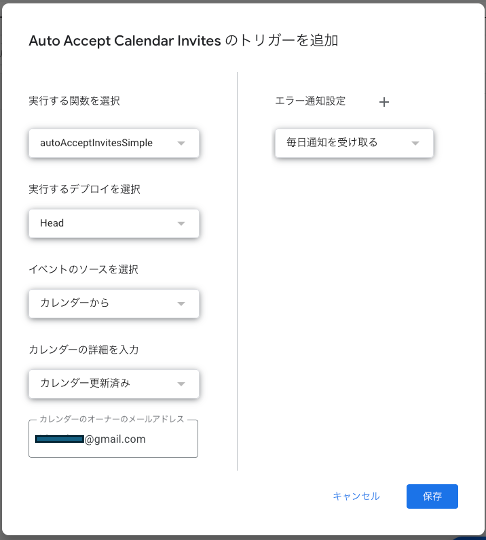 Auto Accept Calendar Invites のトリガーを追加
実行する関数を選択
autoAcceptInvitesSimple
実行するデプロイを選択
Head
イベントのソースを選択
カレンダーから
カレンダーの詳細を入力
カレンダー更新済み
カレンダーのオーナーのメールアドレス
@gmail.com
エラー通知設定
毎日通知を受け取る
キャンセル
保存